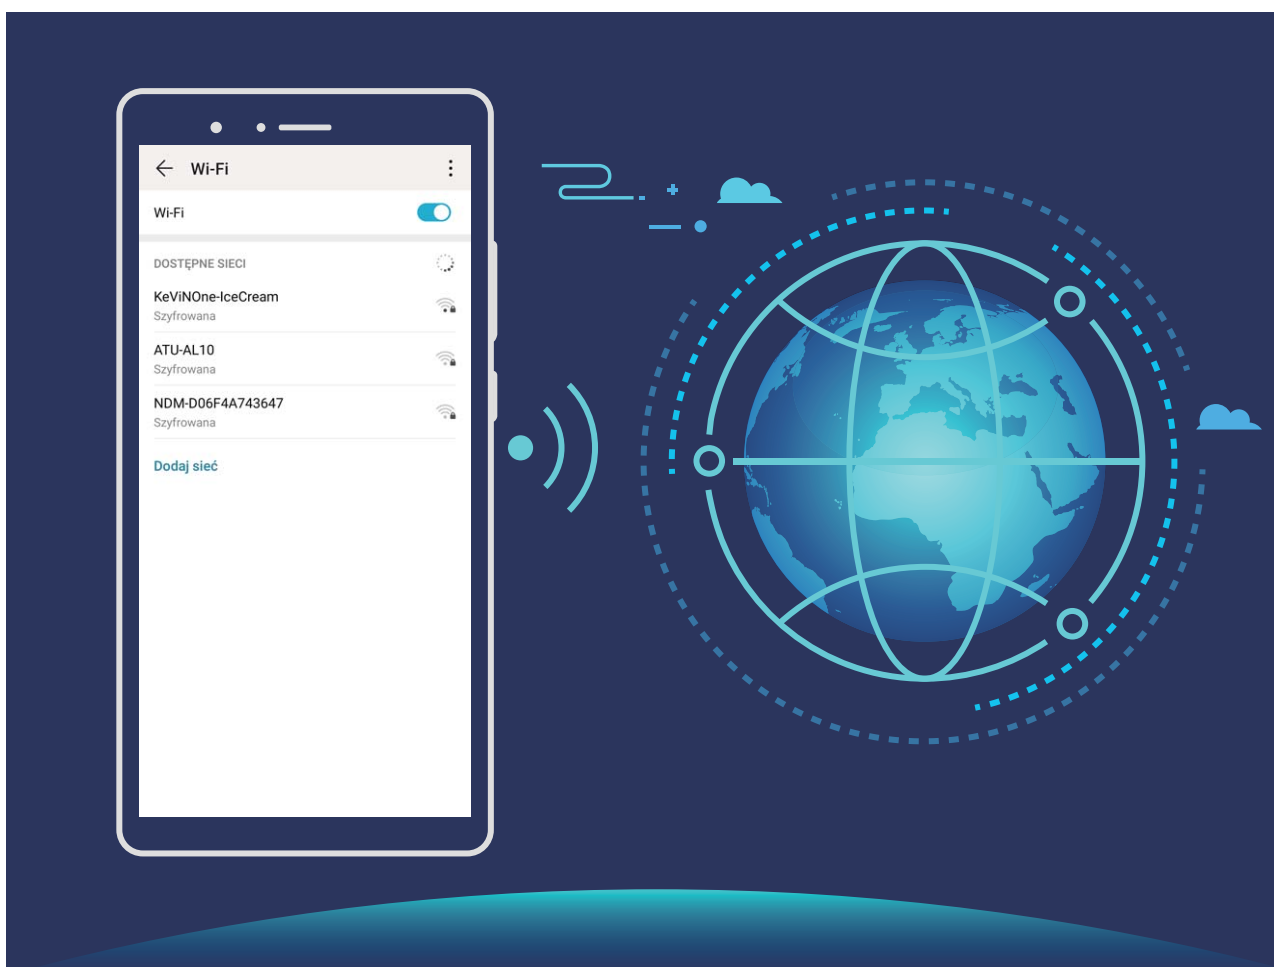 Wi-Fi
Wi-Fi
DOSTĘPNE SIECI
KeViNOne-IceCream
Szyfrowana
ATU-AL10
Szyfrowana
NDM-D06F4A743647
Szyfrowana
Dodaj sieć